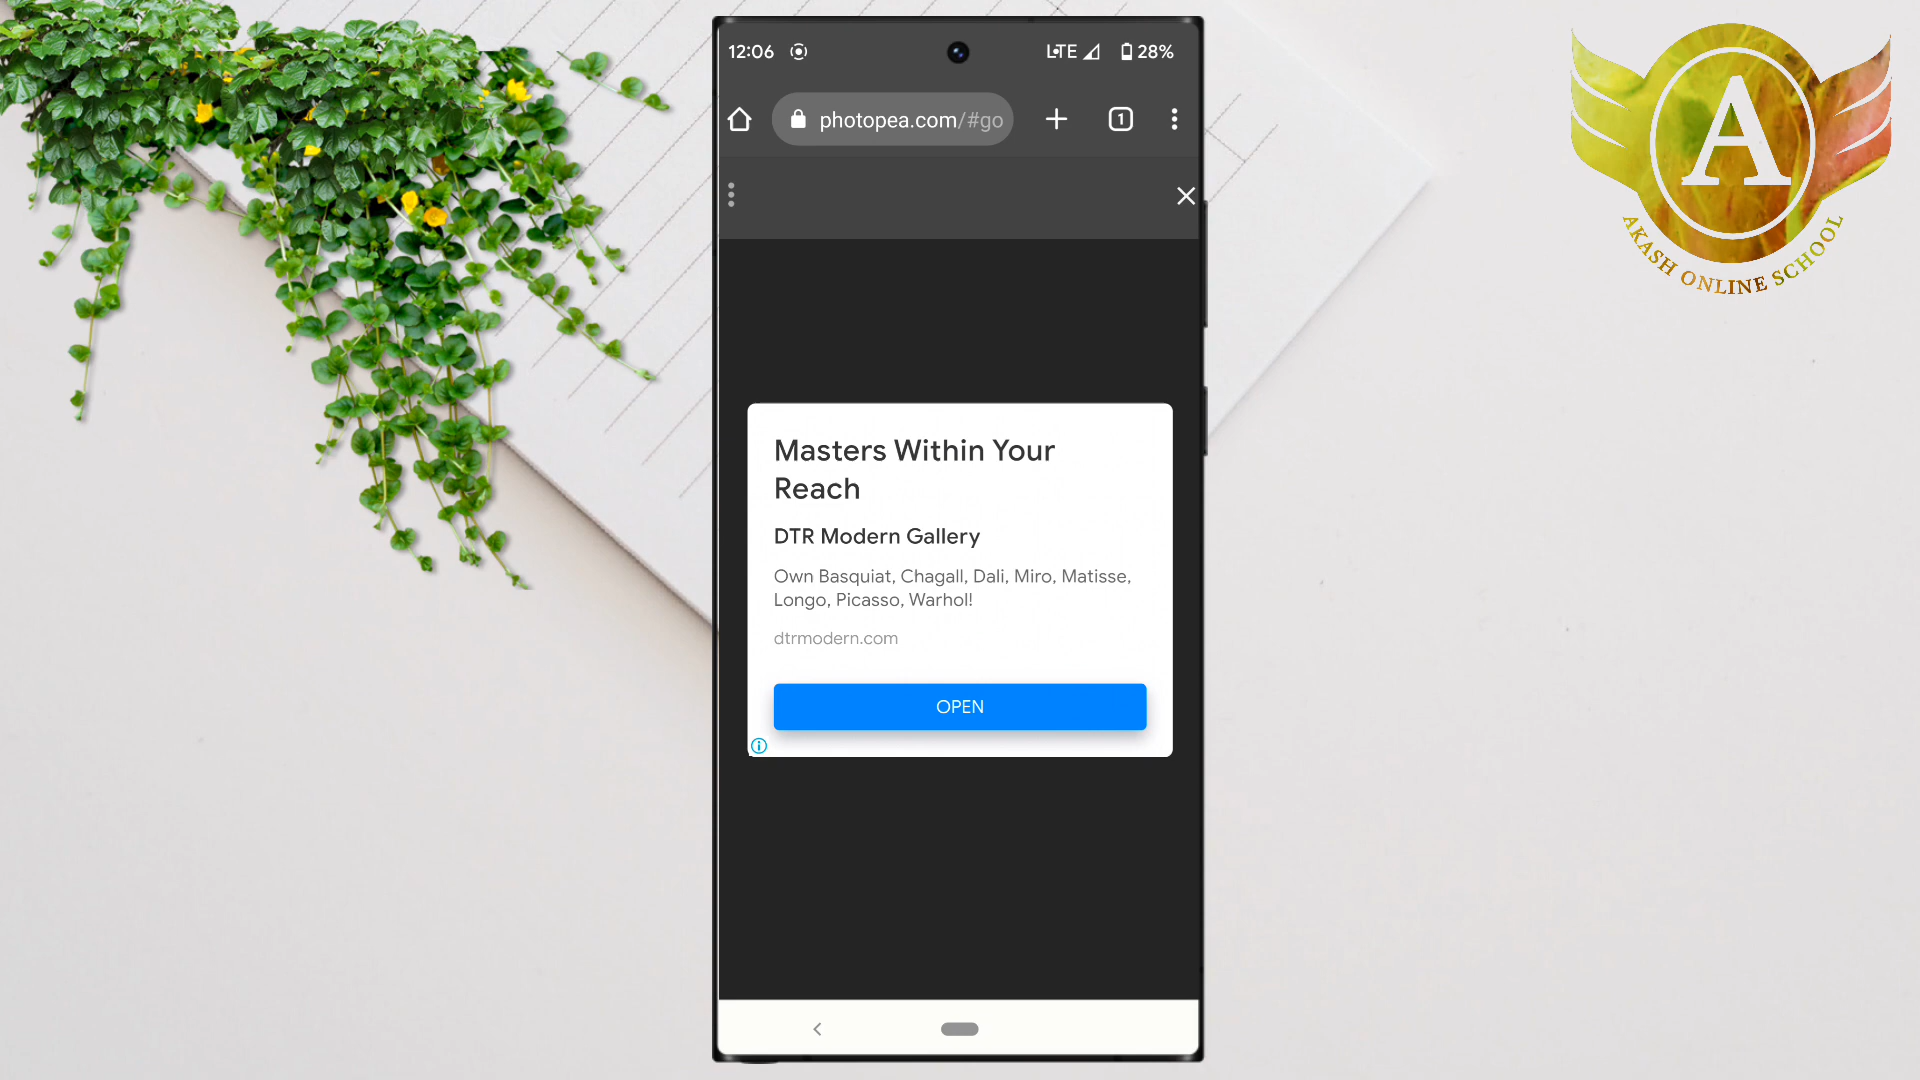 12:06
LTE
28%
photopea.com/#go
1
Masters Within Your
Reach
DTR Modern Gallery
Own Basquiat, Chagall, Dali, Miro, Matisse,
Longo, Picasso, Warhol!
dtrmodern.com
OPEN
A
AKASH ONLINE SCHOOL